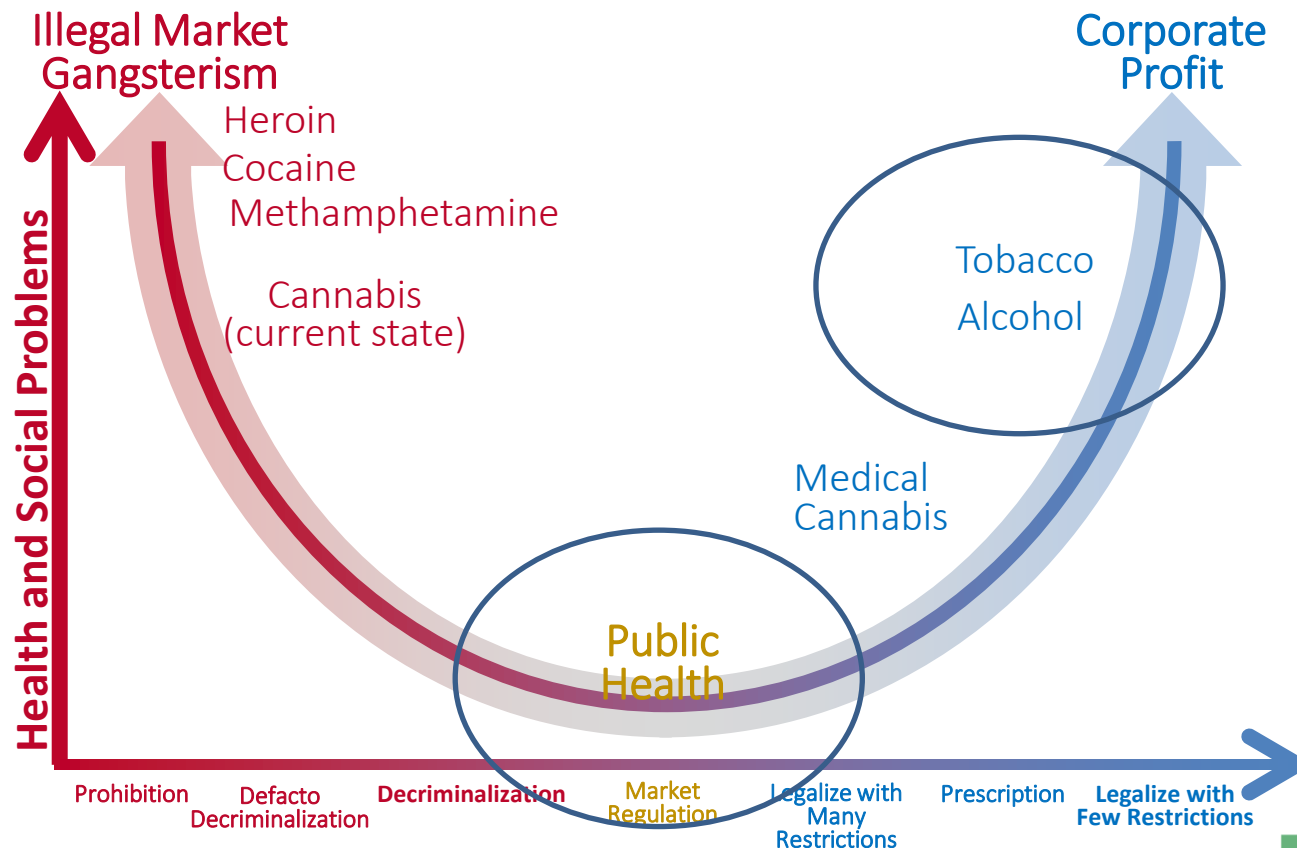 Illegal Market
Gangsterism
Corporate
Profit
Heroin
Cocaine
Methamphetamine
Cannabis
(current state)
Tobacco
Alcohol
Medical
Cannabis
Public
Health
Health and Social Problems
Prohibition
Defacto
Decriminalization
Decriminalization
Market
Regulation
Legalize with
Many
Restrictions
Prescription
Legalize with
Few Restrictions